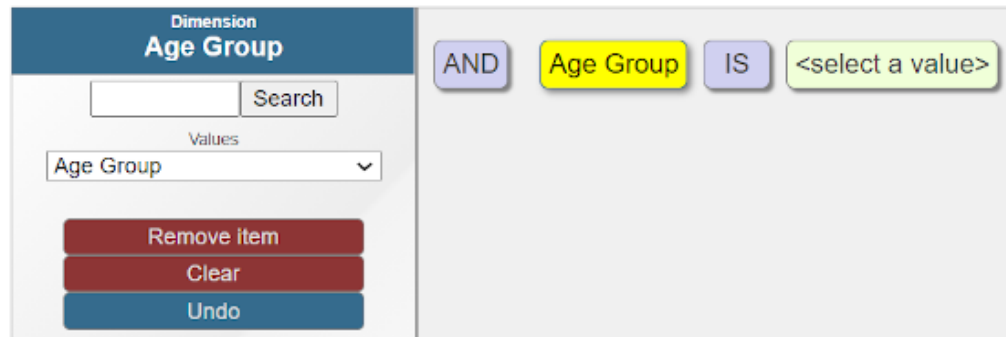 Dimension
Age Group
Search
Values
Age Group
Remove item
Clear
Undo
AND Age Group IS <select a value>